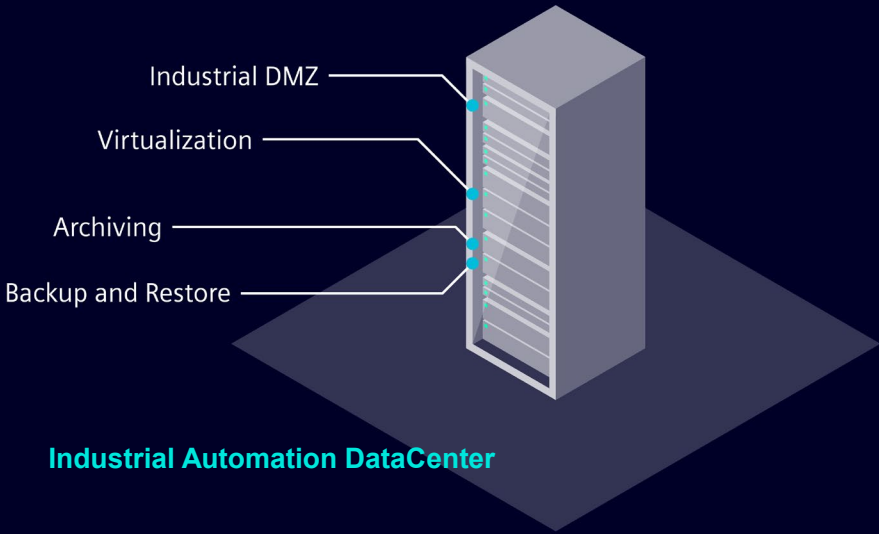 Industrial DMZ
Virtualization
Archiving
Backup and Restore
Industrial Automation DataCenter